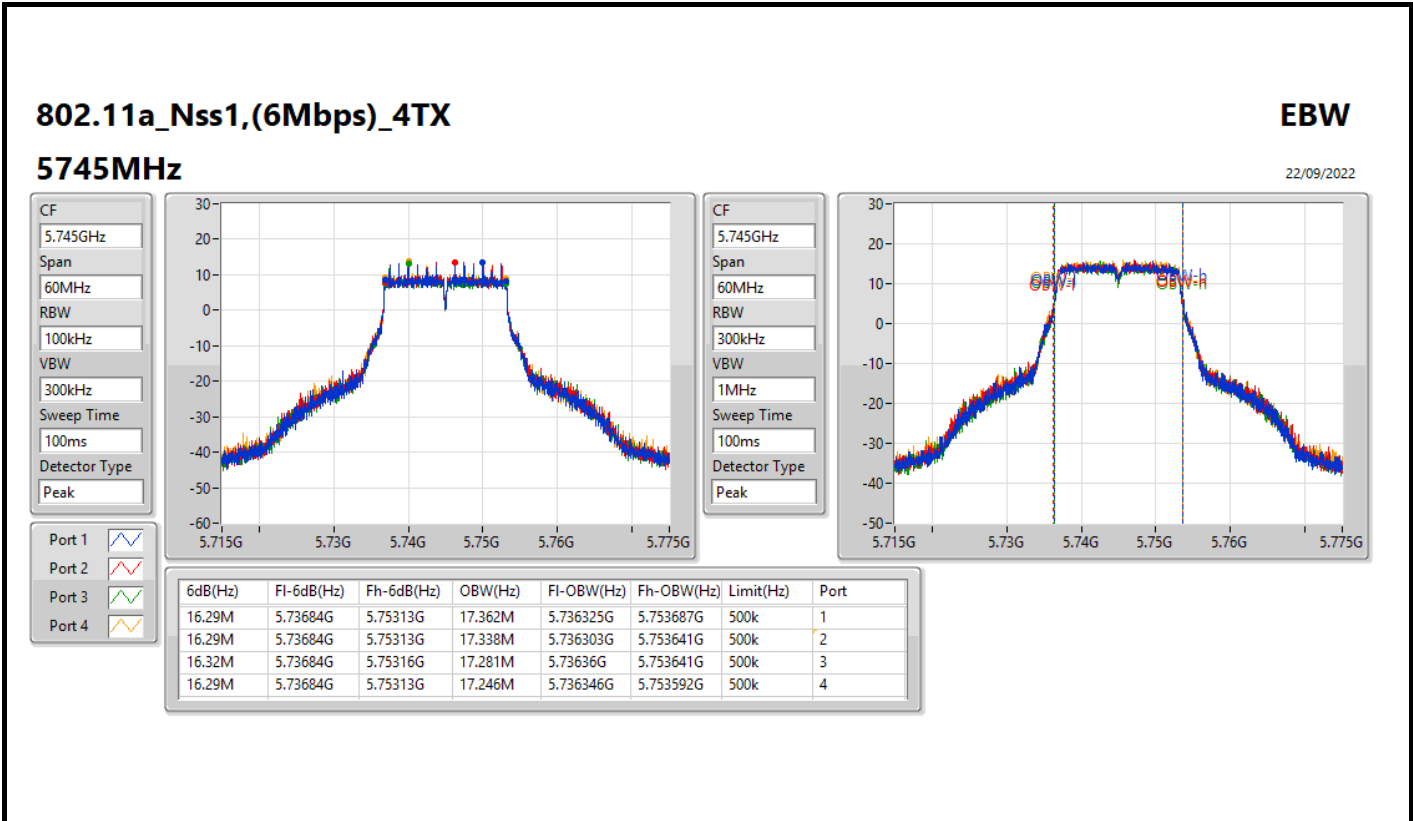 802.11a_Nss1,(6Mbps)_4TX
EBW
5745MHz
22/09/2022
CF
5.745GHz
Span
60MHz
RBW
100kHz
VBW
300kHz
Sweep Time
100ms
Detector Type
Peak
30
20
10
0
-10
-20
-30
-40
-50
-60
5.715G 5.73G 5.74G 5.75G 5.76G 5.775G
CF
5.745GHz
Span
60MHz
RBW
300kHz
VBW
1MHz
Sweep Time
100ms
Detector Type
Peak
30
20
10
0
-10
-20
-30
-40
-50
OBW-l OBW-h
5.715G 5.73G 5.74G 5.75G 5.76G 5.775G
Port 1
Port 2
Port 3
Port 4
6dB(Hz) Fl-6dB(Hz) Fh-6dB(Hz) OBW(Hz) Fl-OBW(Hz) Fh-OBW(Hz) Limit(Hz) Port
16.29M 5.73684G 5.75313G 17.362M 5.736325G 5.753687G 500k 1
16.29M 5.73684G 5.75313G 17.338M 5.736303G 5.753641G 500k 2
16.32M 5.73684G 5.75316G 17.281M 5.73636G 5.753641G 500k 3
16.29M 5.73684G 5.75313G 17.246M 5.736346G 5.753592G 500k 4